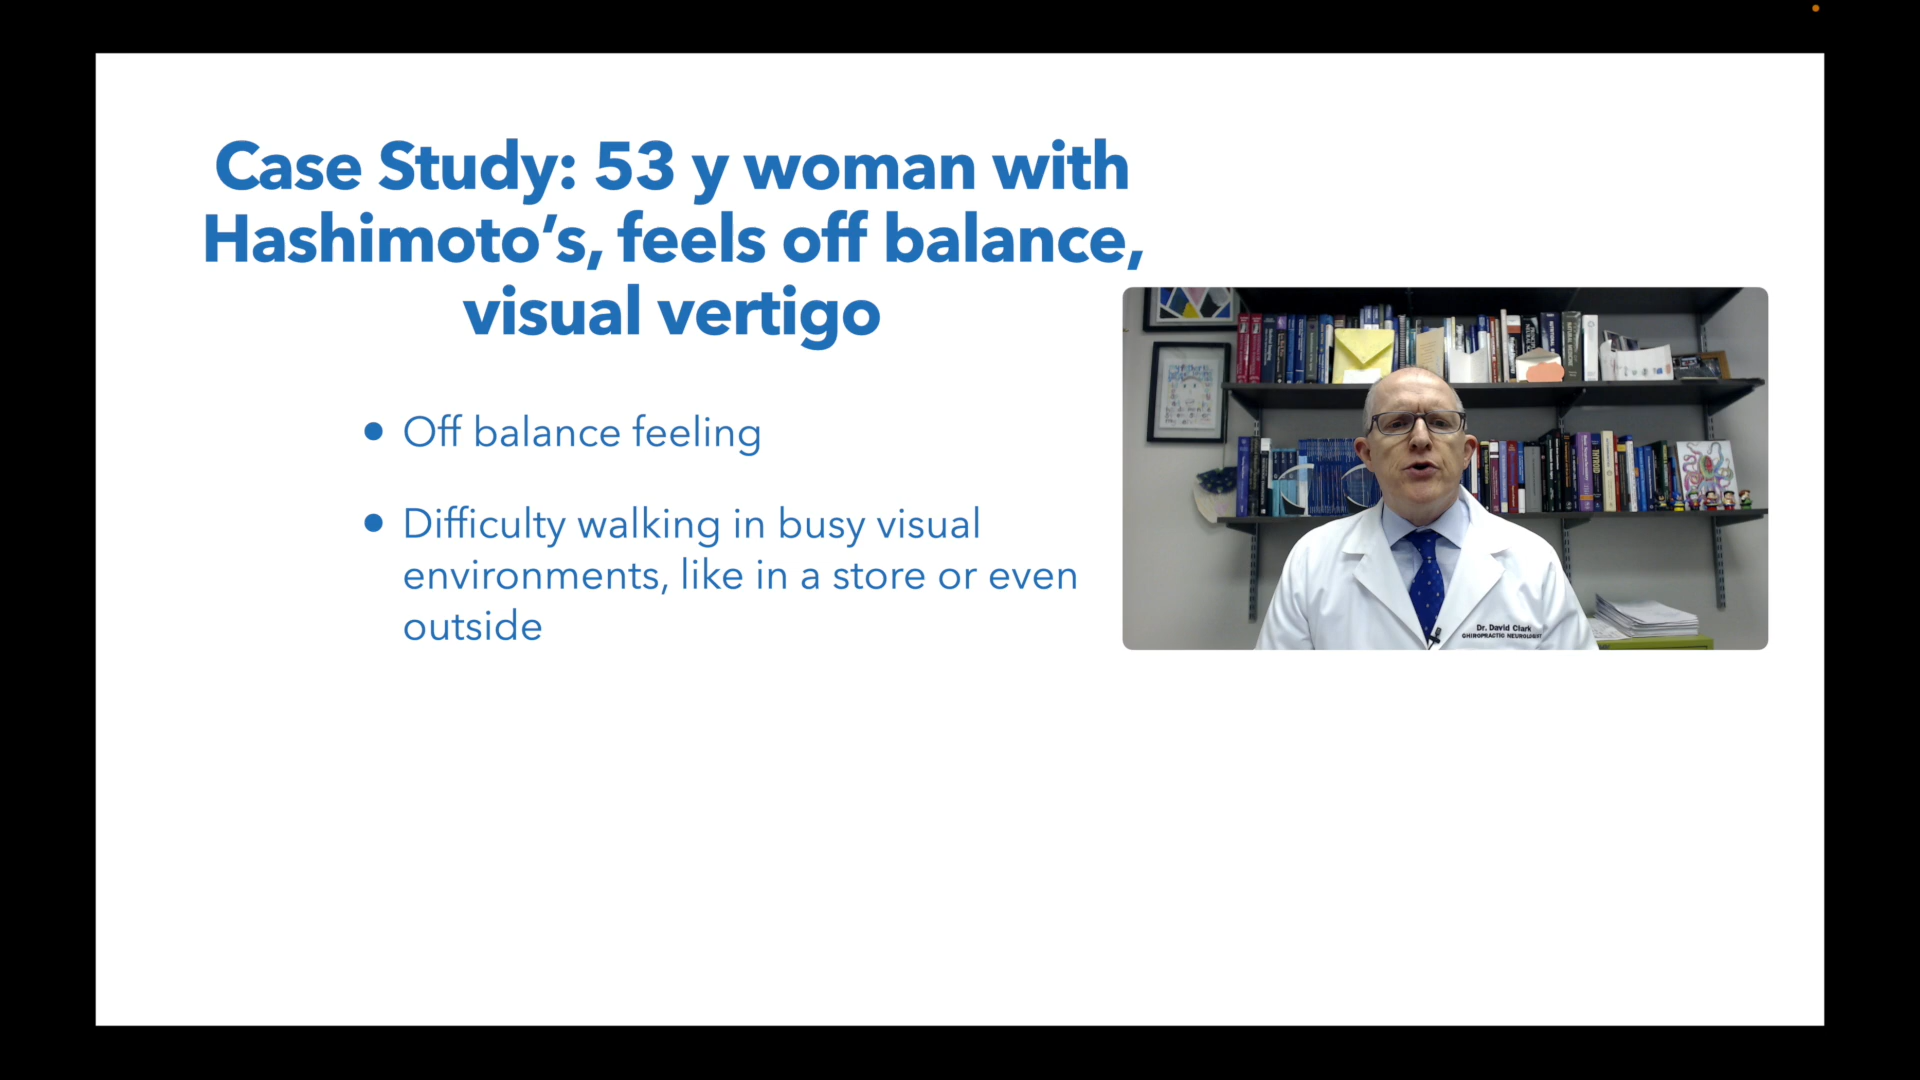 Case Study: 53 y woman with
Hashimoto’s, feels off balance,
visual vertigo
• Off balance feeling
• Difficulty walking in busy visual
environments, like in a store or even
outside
THYROID
Dr. David Clark
CHIROPRACTIC NEUROLOGIST